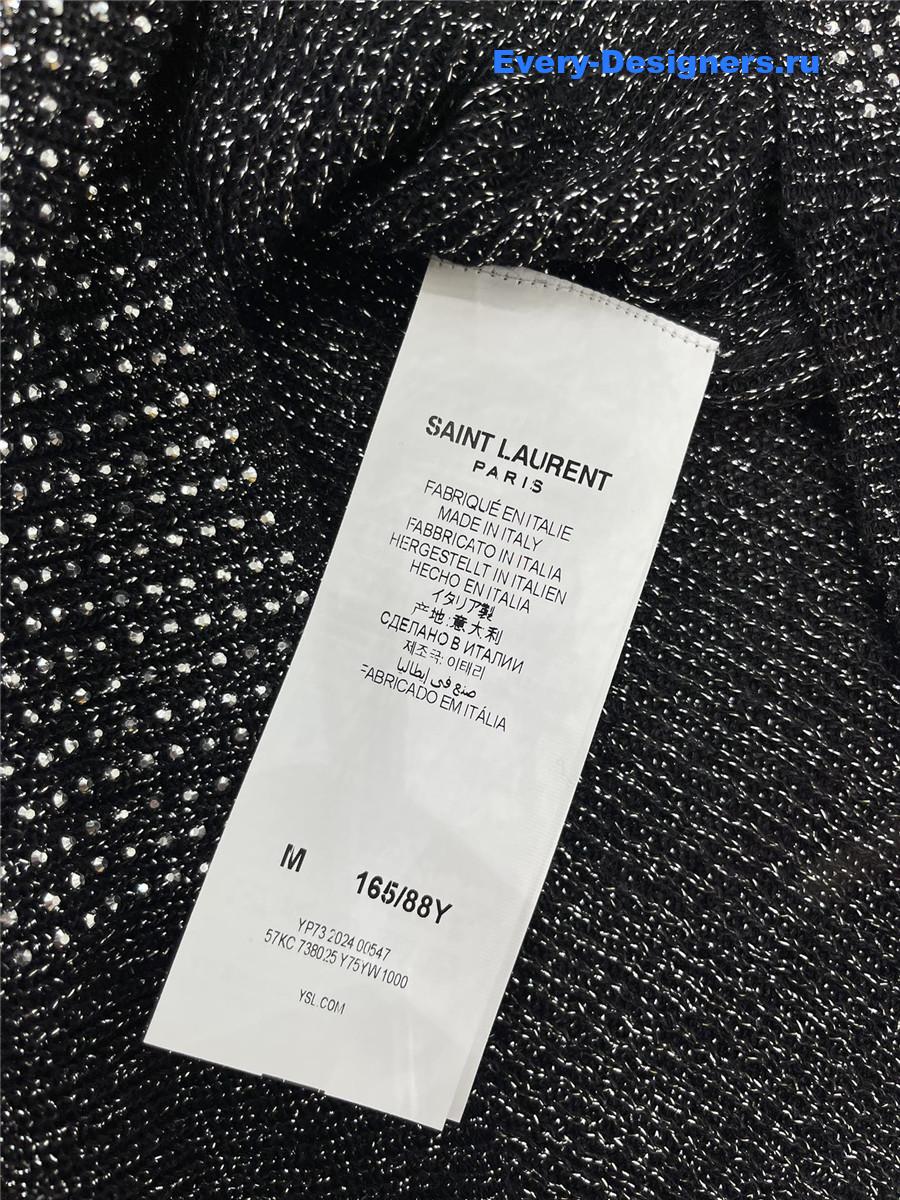 Every-Designers.ru
SAINT LAURENT
PARIS
FABRIQUÉ EN ITALIE
MADE IN ITALY
FABBRICATO IN ITALIA
HERGESTELLT IN ITALIEN
HECHO EN ITALIA
イタリア製
产地:意大利
СДЕЛАНО В ИТАЛИИ
제조국: 이태리
صنع في إيطاليا
FABRICADO EM ITÁLIA
M 165/88Y
YP73 2024 00547
57KC 738025 Y75YW 1000
YSL.COM